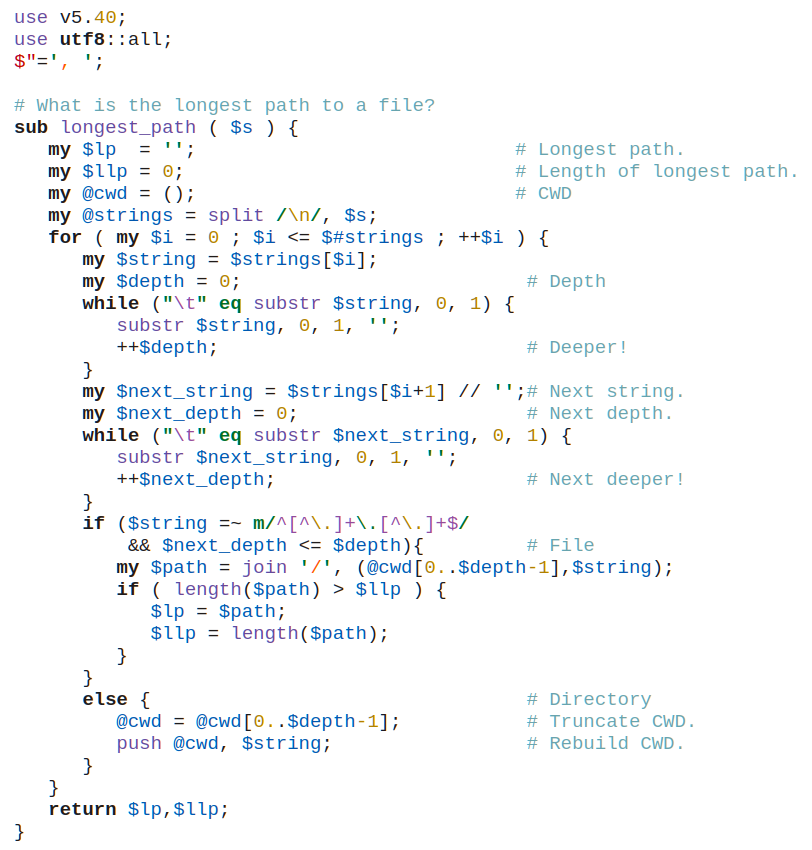 use v5.40;
use utf8::all;
$"=', ';

# What is the longest path to a file?
sub longest_path ( $s ) {
   my $lp  = '';                            # Longest path.
   my $llp = 0;                             # Length of longest path.
   my @cwd = ();                            # CWD
   my @strings = split /\n/, $s;
   for ( my $i = 0 ; $i <= $#strings ; ++$i ) {
      my $string = $strings[$i];
      my $depth = 0;                         # Depth
      while ("\t" eq substr $string, 0, 1) {
         substr $string, 0, 1, '';
         ++$depth;                           # Deeper!
      }
      my $next_string = $strings[$i+1] // '';# Next string.
      my $next_depth = 0;                    # Next depth.
      while ("\t" eq substr $next_string, 0, 1) {
         substr $next_string, 0, 1, '';
         ++$next_depth;                      # Next deeper!
      }
      if ($string =~ m/^[^\.]+\.[^\.]+$/
          && $next_depth <= $depth){         # File
         my $path = join '/', (@cwd[0..$depth-1],$string);
         if ( length($path) > $llp ) {
            $lp = $path;
            $llp = length($path);
         }
      }
      else {                                 # Directory
         @cwd = @cwd[0..$depth-1];           # Truncate CWD.
         push @cwd, $string;                 # Rebuild CWD.
      }
   }
   return $lp,$llp;
}